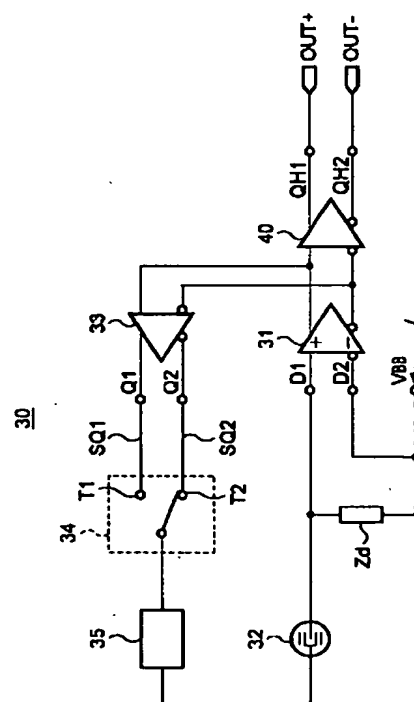 30
35
34
T1
T2
SQ1
SQ2
Q1
Q2
33
32
Zd
D1
D2
VBB
31
+
−
40
QH1
QH2
OUT+
OUT-